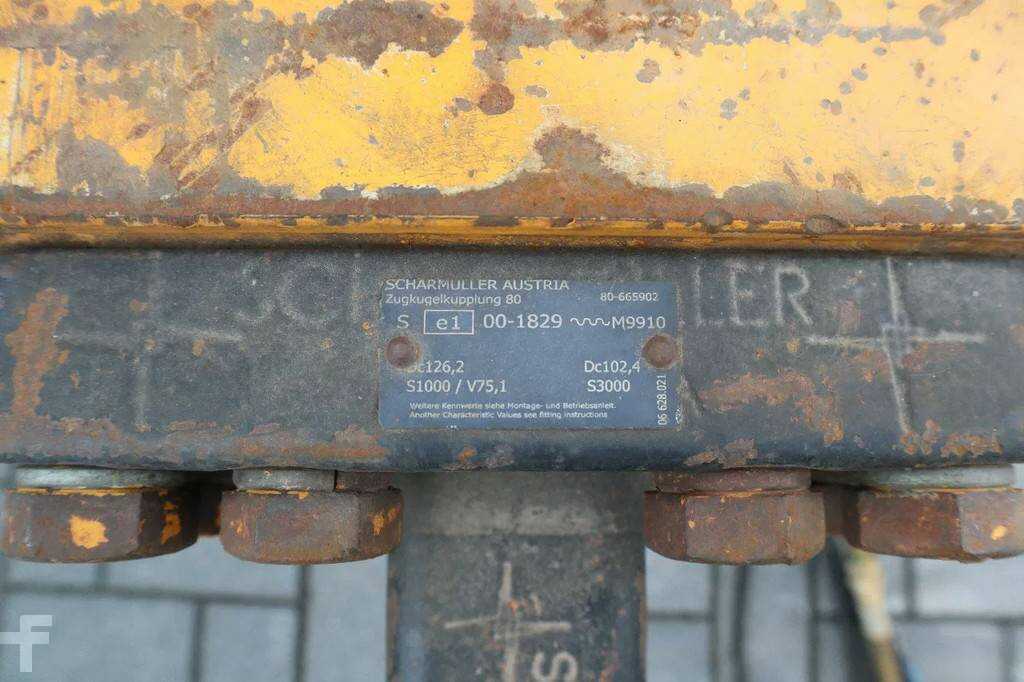 SCHARMÜLLER AUSTRIA
Zugkugelkupplung 80 80-665902
S e1 00-1829 M9910
Dc126,2 Dc102,4
S1000 / V75,1 S3000
Weitere Kennwerte siehe Montage- und Betriebsanleit.
Another Characteristic Values see fitting instructions
06 628.021
LER
S
f